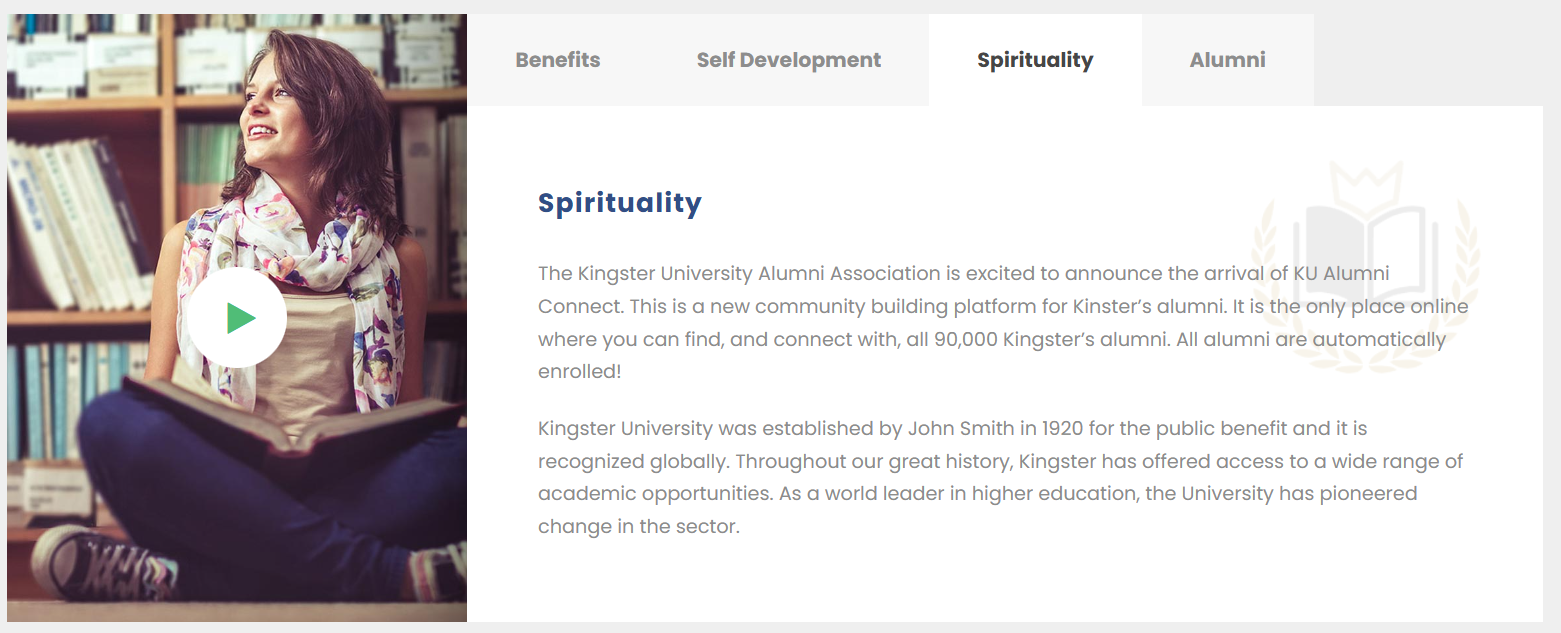 Benefits
Self Development
Spirituality
Alumni
Spirituality
The Kingster University Alumni Association is excited to announce the arrival of KU Alumni
Connect. This is a new community building platform for Kinster’s alumni. It is the only place online
where you can find, and connect with, all 90,000 Kingster’s alumni. All alumni are automatically
enrolled!
Kingster University was established by John Smith in 1920 for the public benefit and it is
recognized globally. Throughout our great history, Kingster has offered access to a wide range of
academic opportunities. As a world leader in higher education, the University has pioneered
change in the sector.